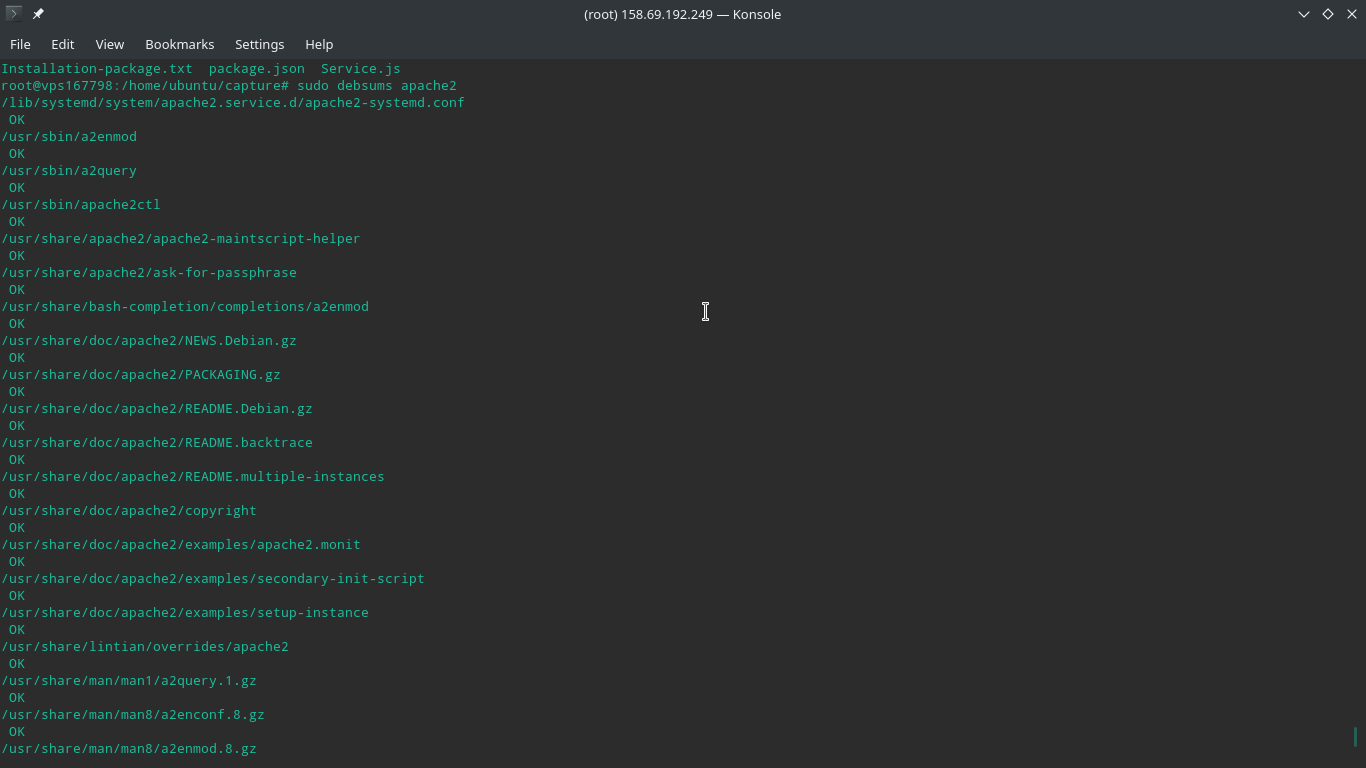 (root) 158.69.192.249 — Konsole
File Edit View Bookmarks Settings Help
Installation-package.txt  package.json  Service.js
root@vps167798:/home/ubuntu/capture# sudo debsums apache2
/lib/systemd/system/apache2.service.d/apache2-systemd.conf
 OK
/usr/sbin/a2enmod
 OK
/usr/sbin/a2query
 OK
/usr/sbin/apache2ctl
 OK
/usr/share/apache2/apache2-maintscript-helper
 OK
/usr/share/apache2/ask-for-passphrase
 OK
/usr/share/bash-completion/completions/a2enmod
 OK
/usr/share/doc/apache2/NEWS.Debian.gz
 OK
/usr/share/doc/apache2/PACKAGING.gz
 OK
/usr/share/doc/apache2/README.Debian.gz
 OK
/usr/share/doc/apache2/README.backtrace
 OK
/usr/share/doc/apache2/README.multiple-instances
 OK
/usr/share/doc/apache2/copyright
 OK
/usr/share/doc/apache2/examples/apache2.monit
 OK
/usr/share/doc/apache2/examples/secondary-init-script
 OK
/usr/share/doc/apache2/examples/setup-instance
 OK
/usr/share/lintian/overrides/apache2
 OK
/usr/share/man/man1/a2query.1.gz
 OK
/usr/share/man/man8/a2enconf.8.gz
 OK
/usr/share/man/man8/a2enmod.8.gz